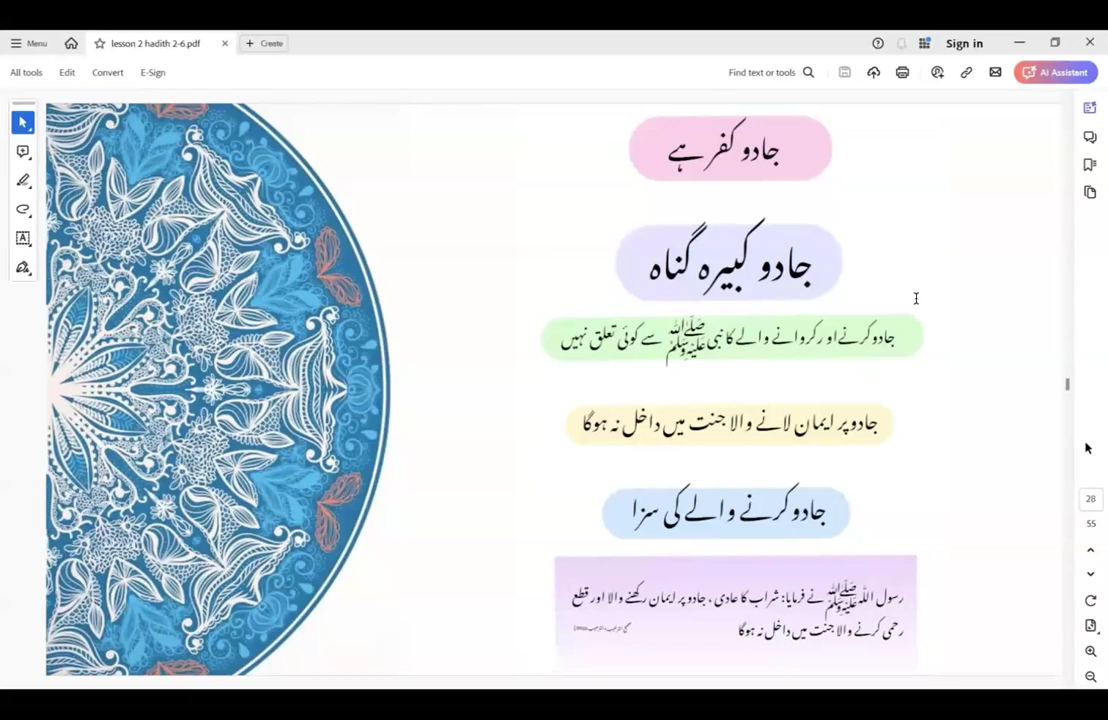 Menu
lesson 2 hadith 2-6.pdf
Create
Sign in
All tools
Edit
Convert
E-Sign
Find text or tools
AI Assistant
جادو کفر ہے
جادو کبیرہ گناہ
جادو کرنے او رکروانے والے کا نبی ﷺ سے کوئی تعلق نہیں
جادو پر ایمان لانے والا جنت میں داخل نہ ہوگا
جادو کرنے والے کی سزا
رسول اللہ ﷺ نے فرمایا: شراب کا عادی ، جادو پر ایمان رکھنے والا اور قطع
رحمی کرنے والا جنت میں داخل نہ ہوگا
28
55